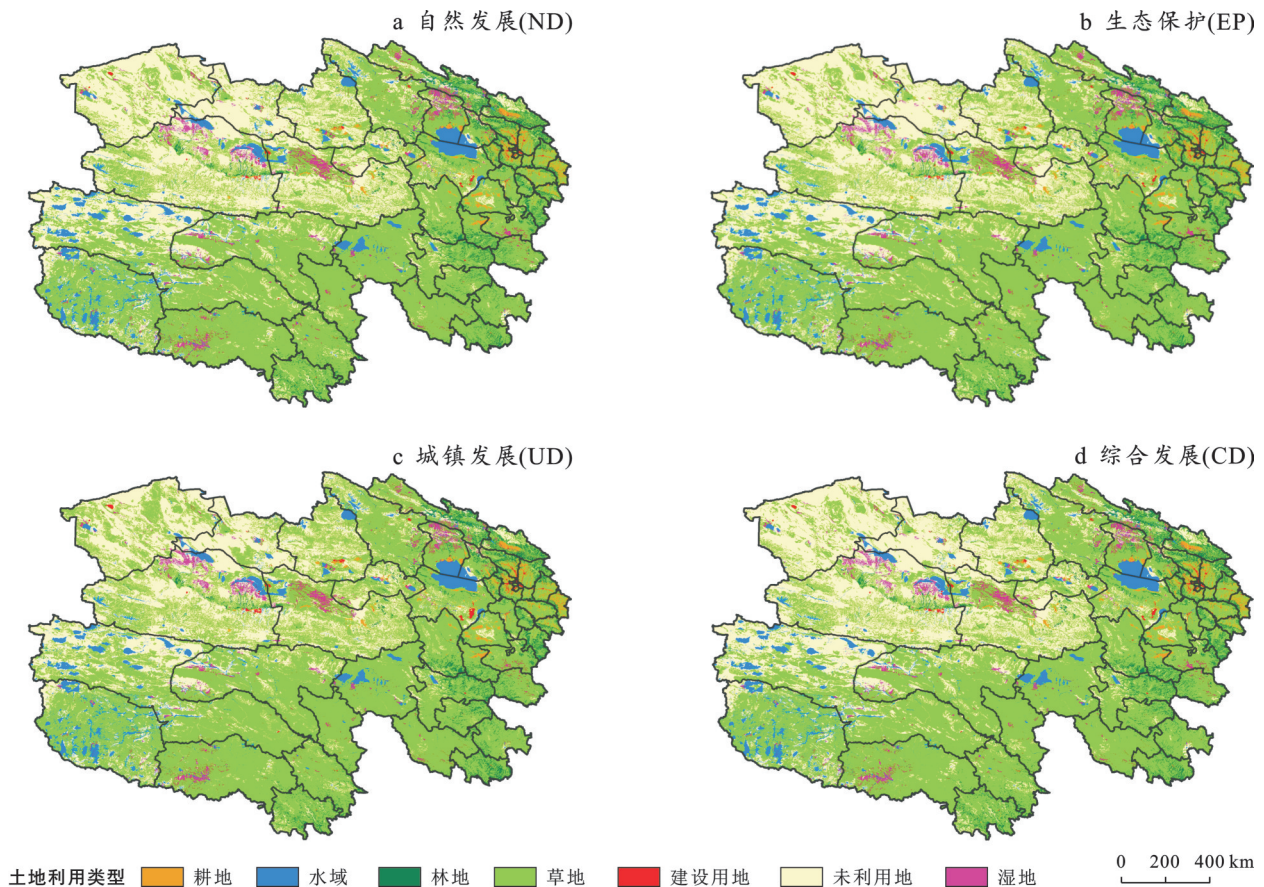 a 自然发展(ND)
b 生态保护(EP)
c 城镇发展(UD)
d 综合发展(CD)
土地利用类型 耕地 水域 林地 草地 建设用地 未利用地 湿地
0 200 400 km